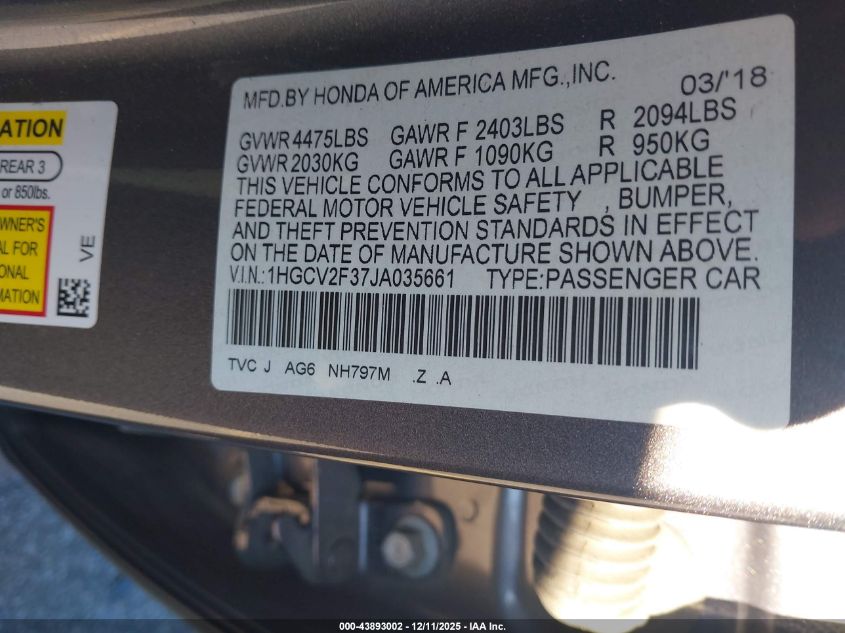 ATION
REAR 3
or 850lbs.
WNER'S
AL FOR
ONAL
MATION
VE
MFD.BY HONDA OF AMERICA MFG.,INC. 03/'18
GVWR 4475LBS GAWR F 2403LBS R 2094LBS
GVWR 2030KG GAWR F 1090KG R 950KG
THIS VEHICLE CONFORMS TO ALL APPLICABLE
FEDERAL MOTOR VEHICLE SAFETY , BUMPER,
AND THEFT PREVENTION STANDARDS IN EFFECT
ON THE DATE OF MANUFACTURE SHOWN ABOVE.
V.I.N.:1HGCV2F37JA035661 TYPE:PASSENGER CAR
TVC J AG6 NH797M .Z .A
000-43893002 - 12/11/2025 - IAA Inc.